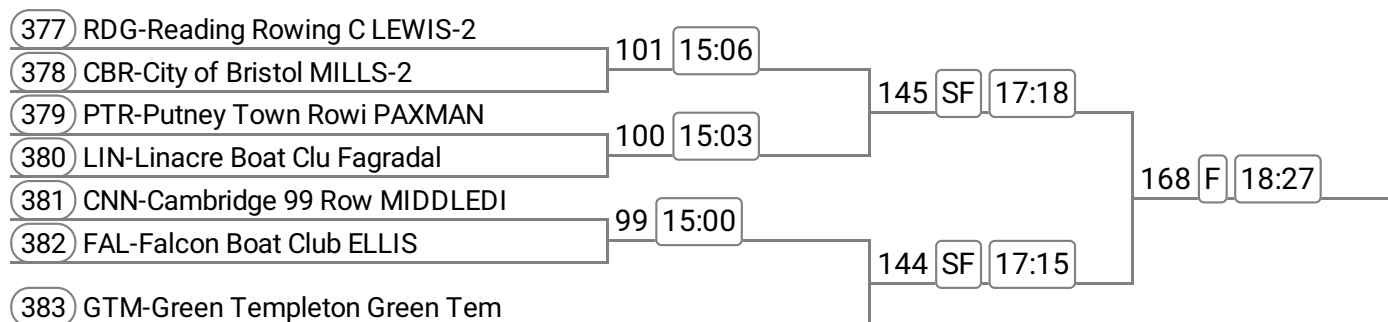 377 RDG-Reading Rowing C LEWIS-2
101 15:06
378 CBR-City of Bristol MILLS-2
145 SF 17:18
379 PTR-Putney Town Rowi PAXMAN
100 15:03
380 LIN-Linacre Boat Clu Fagradal
168 F 18:27
381 CNN-Cambridge 99 Row MIDDLEDI
99 15:00
382 FAL-Falcon Boat Club ELLIS
144 SF 17:15
383 GTM-Green Templeton Green Tem